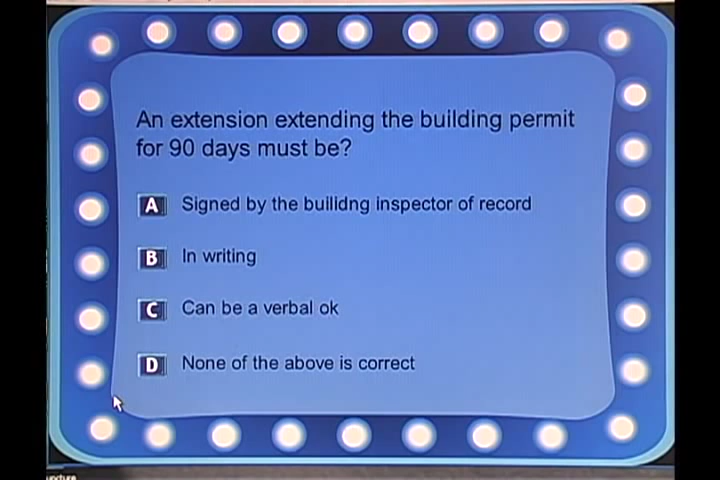 An extension extending the building permit
for 90 days must be?
A Signed by the builidng inspector of record
B In writing
C Can be a verbal ok
D None of the above is correct